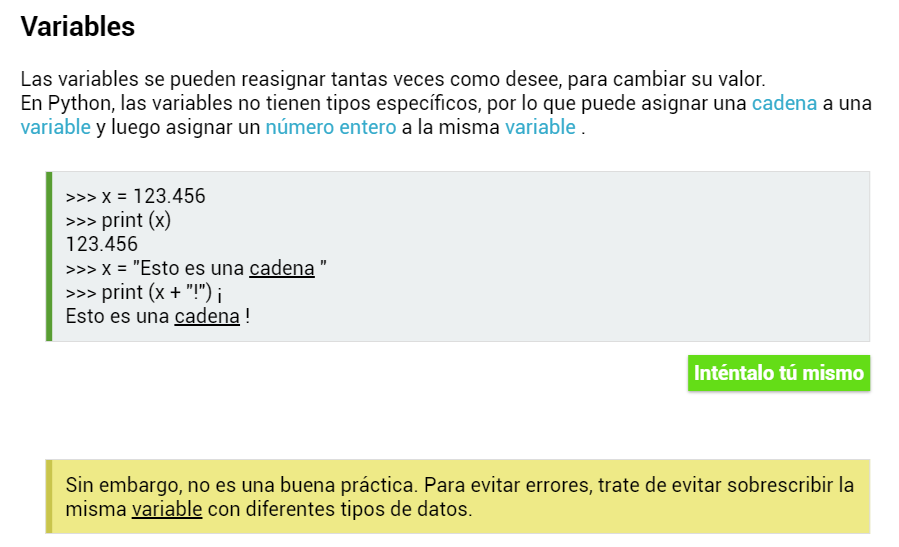 Variables
Las variables se pueden reasignar tantas veces como desee, para cambiar su valor.
En Python, las variables no tienen tipos específicos, por lo que puede asignar una cadena a una
variable y luego asignar un número entero a la misma variable .
>>> x = 123.456
>>> print (x)
123.456
>>> x = "Esto es una cadena "
>>> print (x + "!") ¡
Esto es una cadena !
Inténtalo tú mismo
Sin embargo, no es una buena práctica. Para evitar errores, trate de evitar sobrescribir la
misma variable con diferentes tipos de datos.